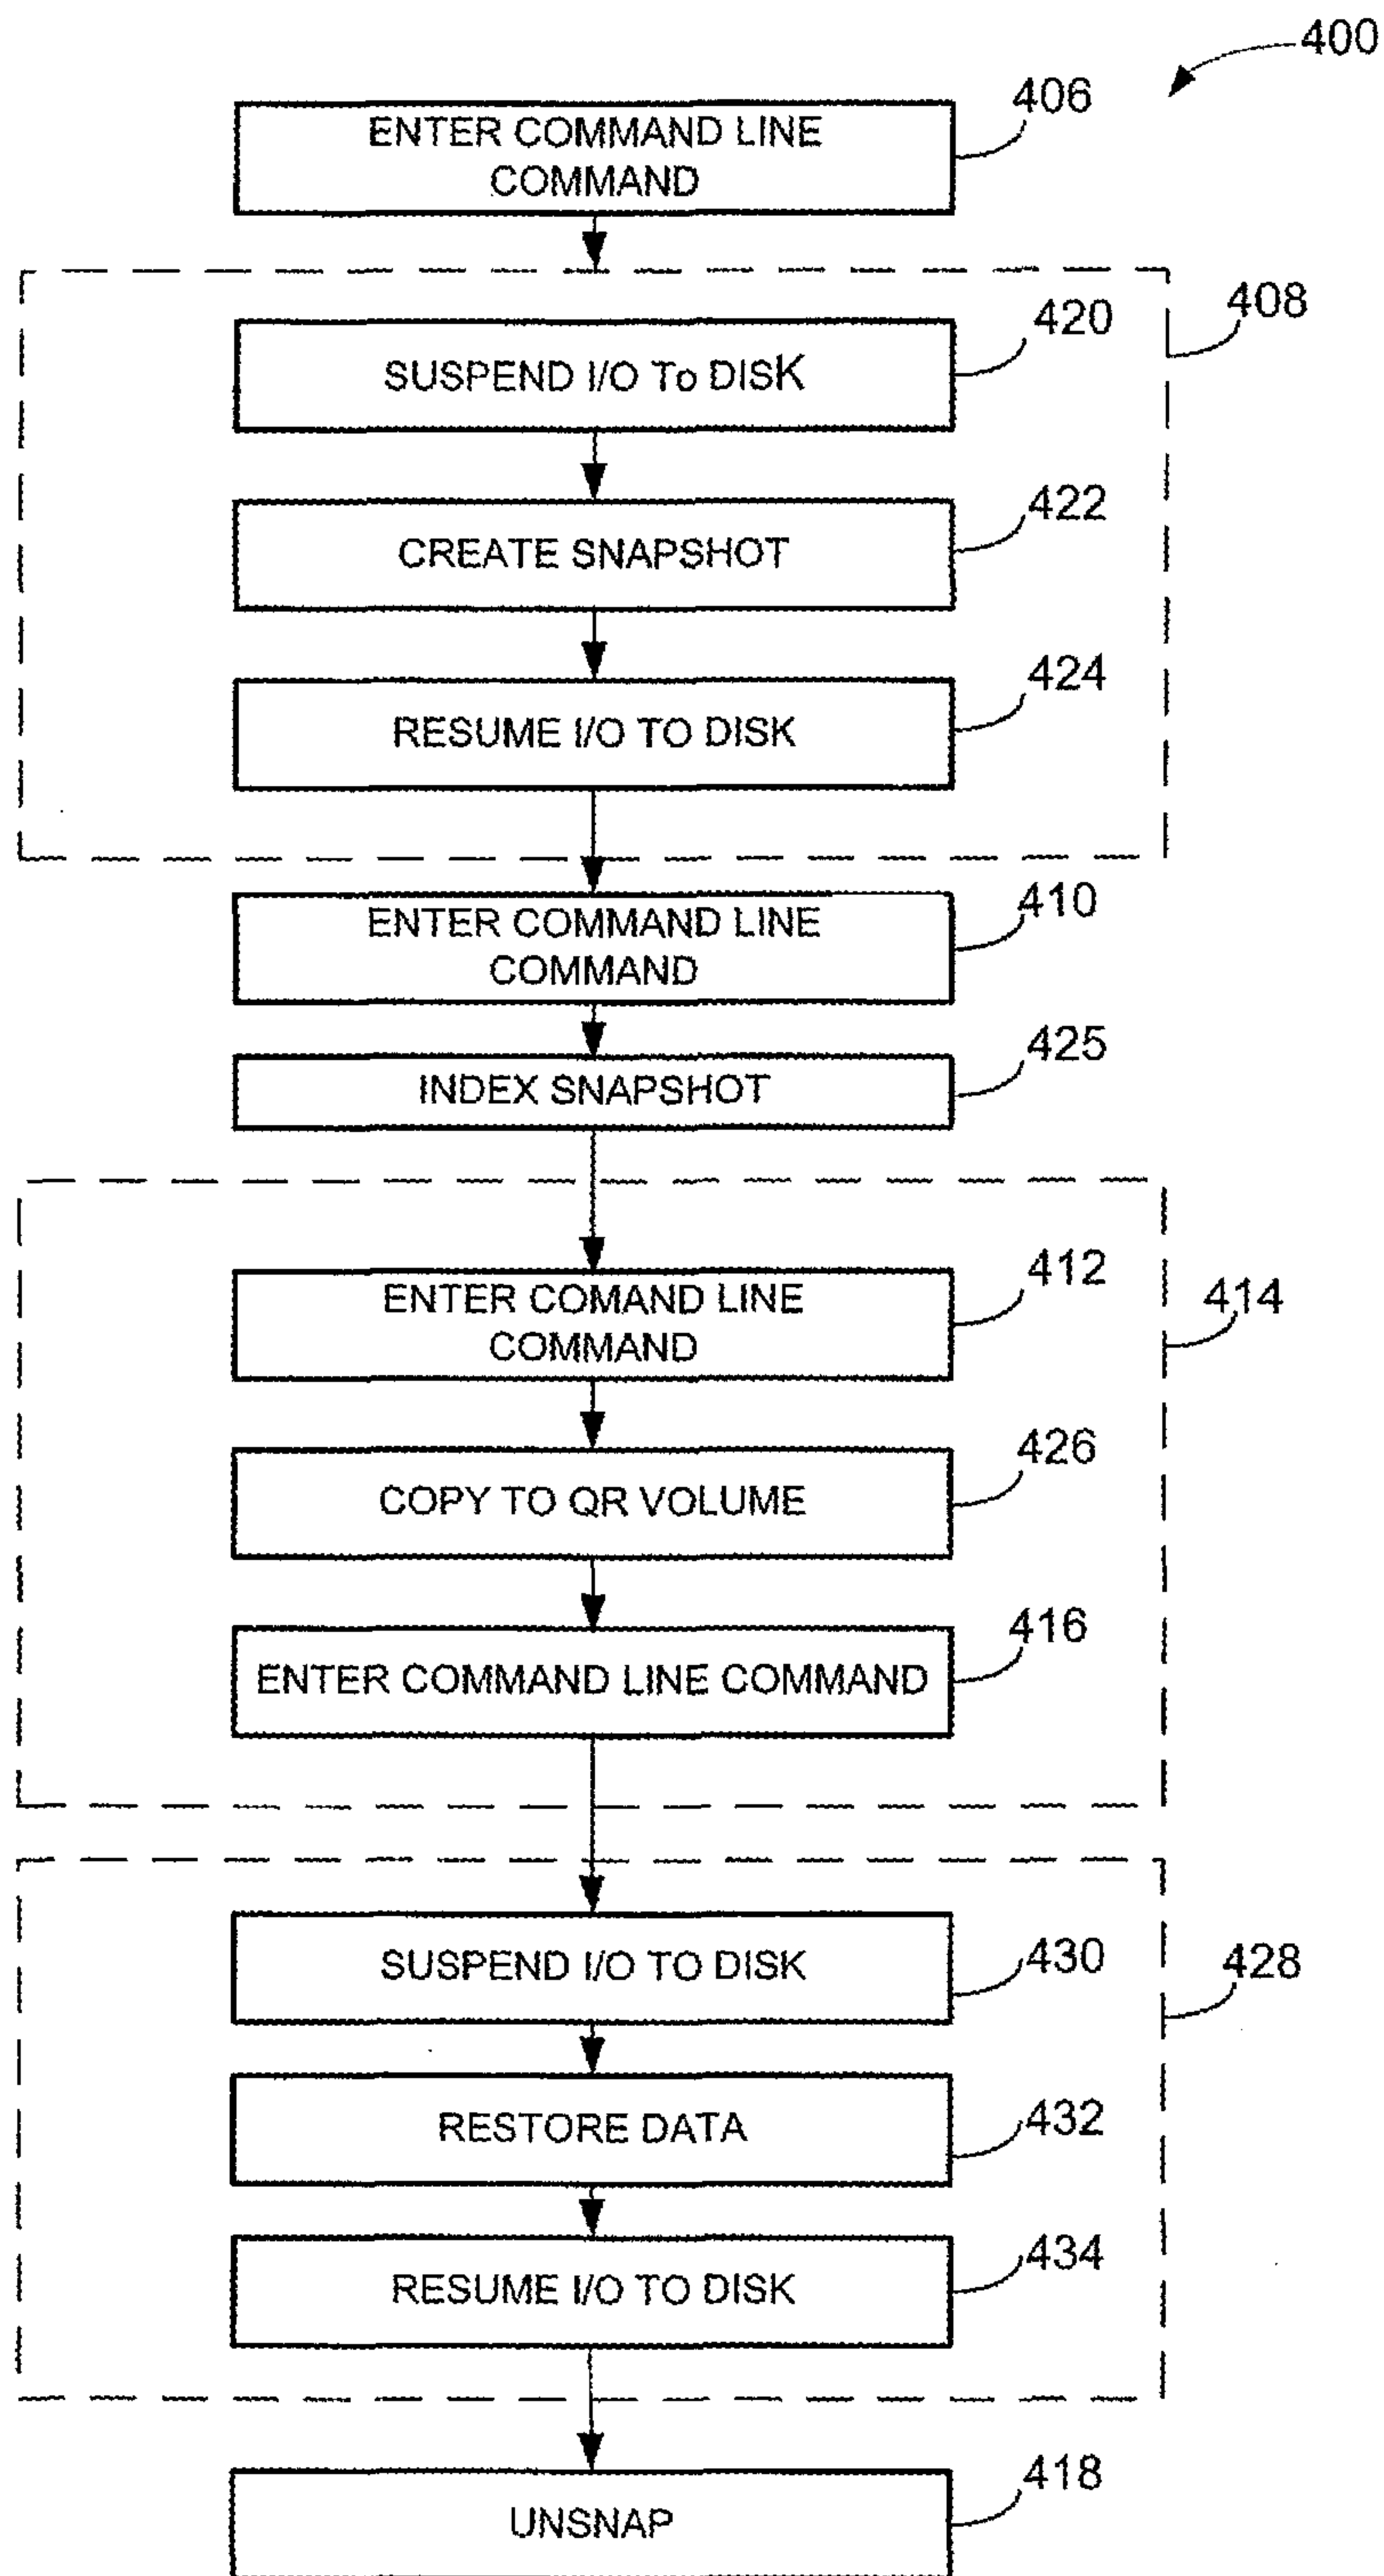 400
ENTER COMMAND LINE
COMMAND
406
408
SUSPEND I/O To DISK
420
CREATE SNAPSHOT
422
RESUME I/O TO DISK
424
ENTER COMMAND LINE
COMMAND
410
INDEX SNAPSHOT
425
414
ENTER COMAND LINE
COMMAND
412
COPY TO QR VOLUME
426
ENTER COMMAND LINE COMMAND
416
428
SUSPEND I/O TO DISK
430
RESTORE DATA
432
RESUME I/O TO DISK
434
UNSNAP
418